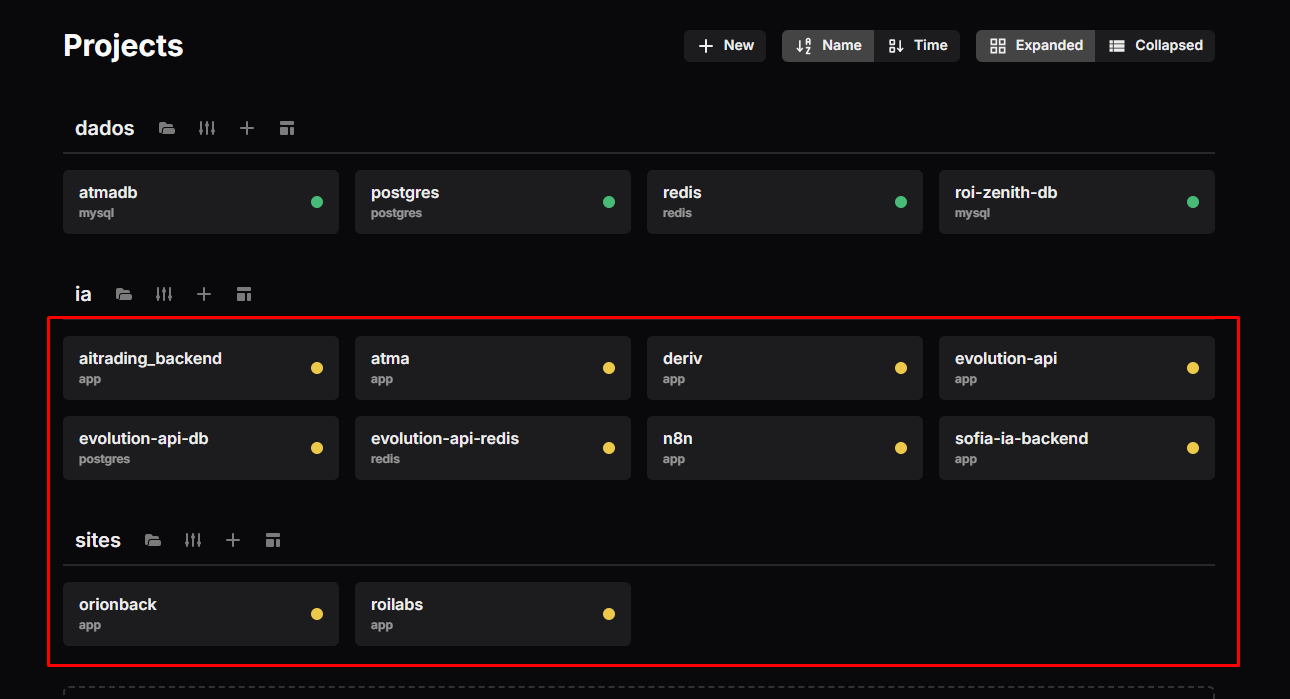 Projects
New
Name
Time
Expanded
Collapsed
dados
atmadb
mysql
postgres
postgres
redis
redis
roi-zenith-db
mysql
ia
aitrading_backend
app
atma
app
deriv
app
evolution-api
app
evolution-api-db
postgres
evolution-api-redis
redis
n8n
app
sofia-ia-backend
app
sites
orionback
app
roilabs
app